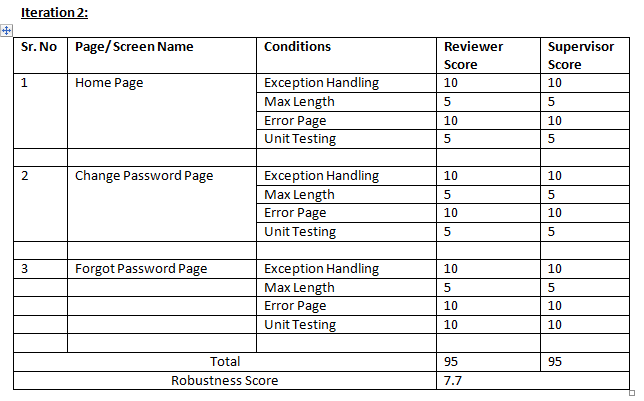 Iteration 2:
Sr. No Page/ Screen Name Conditions Reviewer Score Supervisor Score
1 Home Page Exception Handling 10 10
Max Length 5 5
Error Page 10 10
Unit Testing 5 5
2 Change Password Page Exception Handling 10 10
Max Length 5 5
Error Page 10 10
Unit Testing 5 5
3 Forgot Password Page Exception Handling 10 10
Max Length 5 5
Error Page 10 10
Unit Testing 10 10
Total 95 95
Robustness Score 7.7